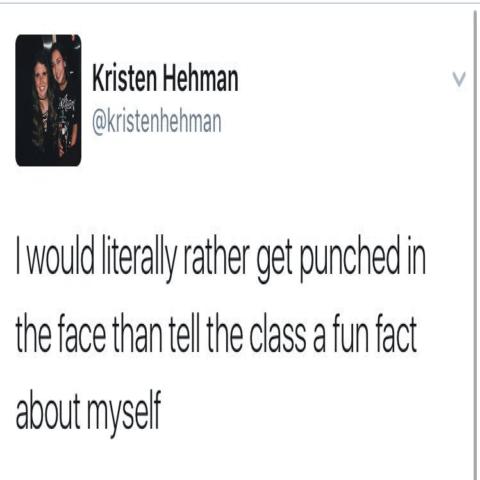 Kristen Hehman
@kristenhehman
I would literally rather get punched in
the face than tell the class a fun fact
about myself